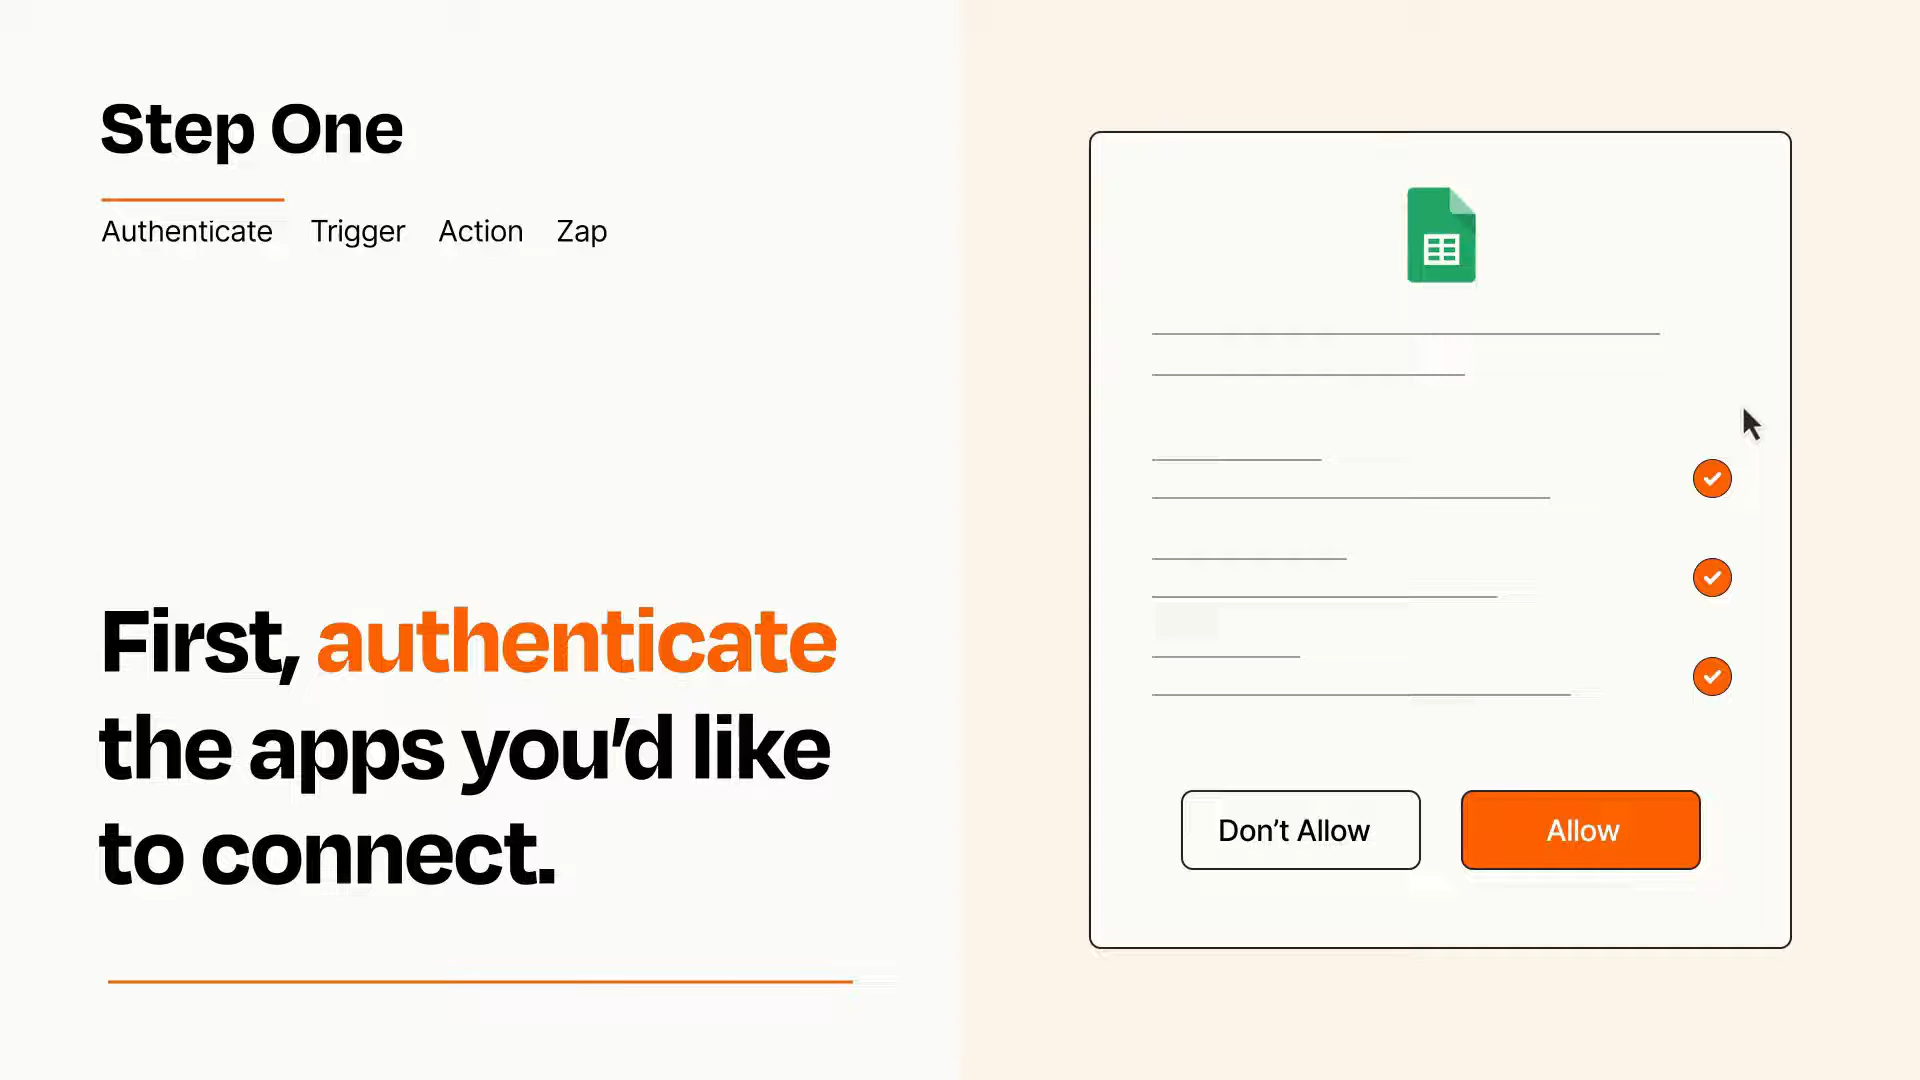 Step One
Authenticate Trigger Action Zap
First, authenticate
the apps you’d like
to connect.
Don’t Allow
Allow